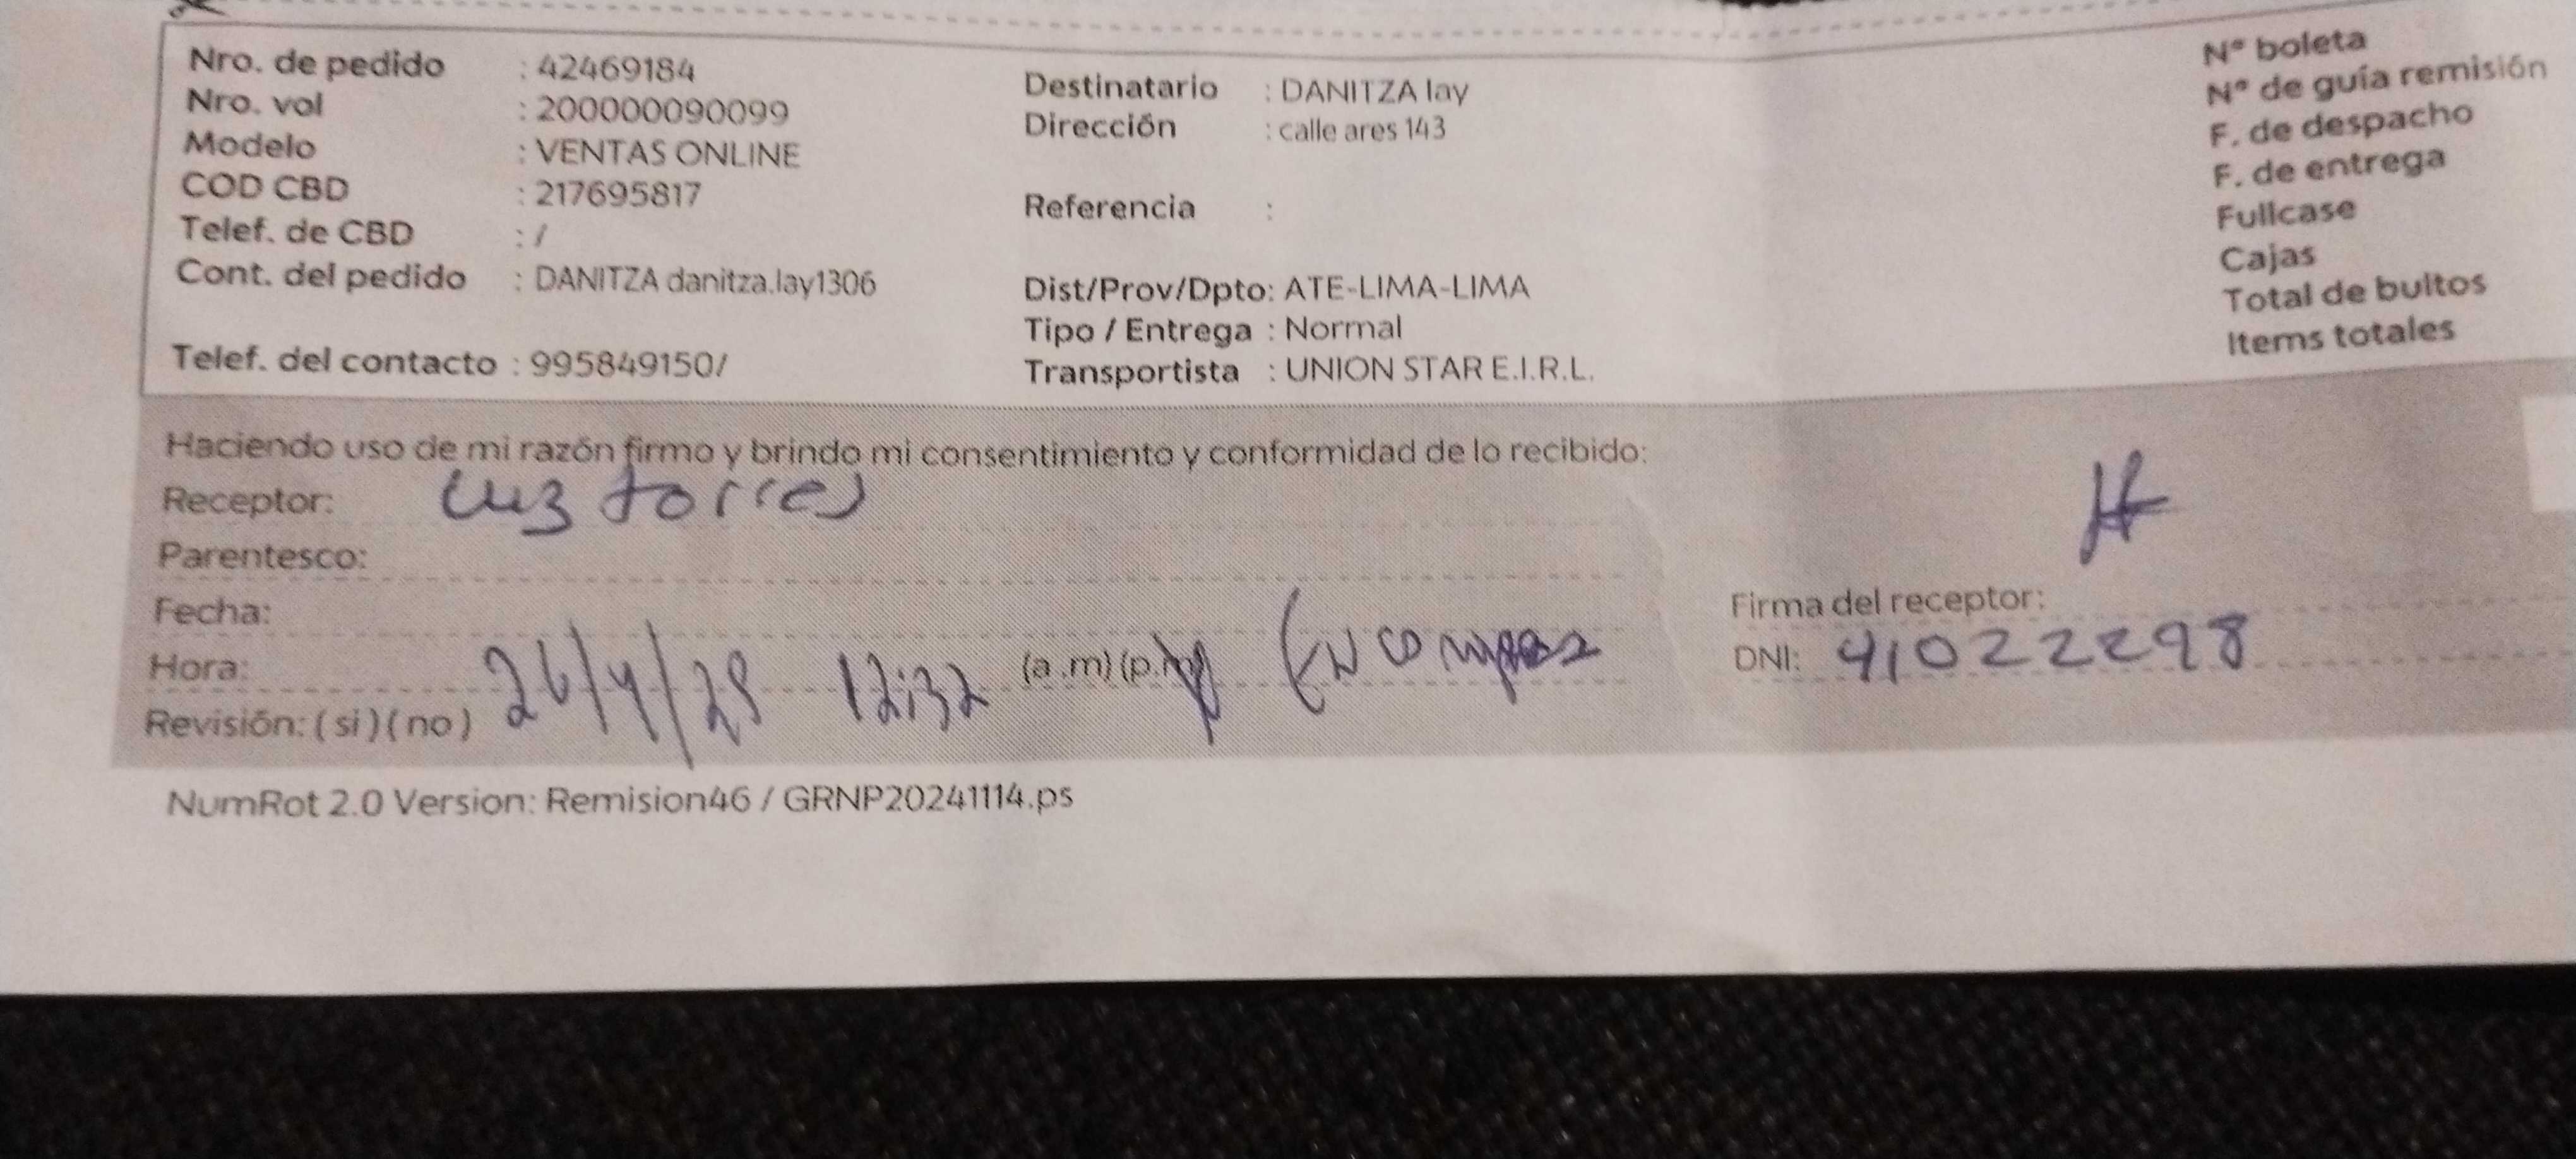 Nro. de pedido : 42469184
Nro. vol : 200000090099
Modelo : VENTAS ONLINE
COD CBD : 217695817
Telef. de CBD : /
Cont. del pedido : DANITZA danitza.lay1306
Telef. del contacto : 995849150/
Destinatario : DANITZA lay
Dirección : calle ares 143
Referencia :
Dist/Prov/Dpto: ATE-LIMA-LIMA
Tipo / Entrega : Normal
Transportista : UNION STAR E.I.R.L.
N° boleta
N° de guía remisión
F. de despacho
F. de entrega
Fullcase
Cajas
Total de bultos
Items totales
Haciendo uso de mi razón firmo y brindo mi consentimiento y conformidad de lo recibido:
Receptor: Luz torres
Parentesco:
Fecha:
Hora: 12:32 (a.m) (p.m)
Revisión: ( si ) ( no )
Firma del receptor:
DNI: 41022298
NumRot 2.0 Version: Remision46 / GRNP20241114.ps